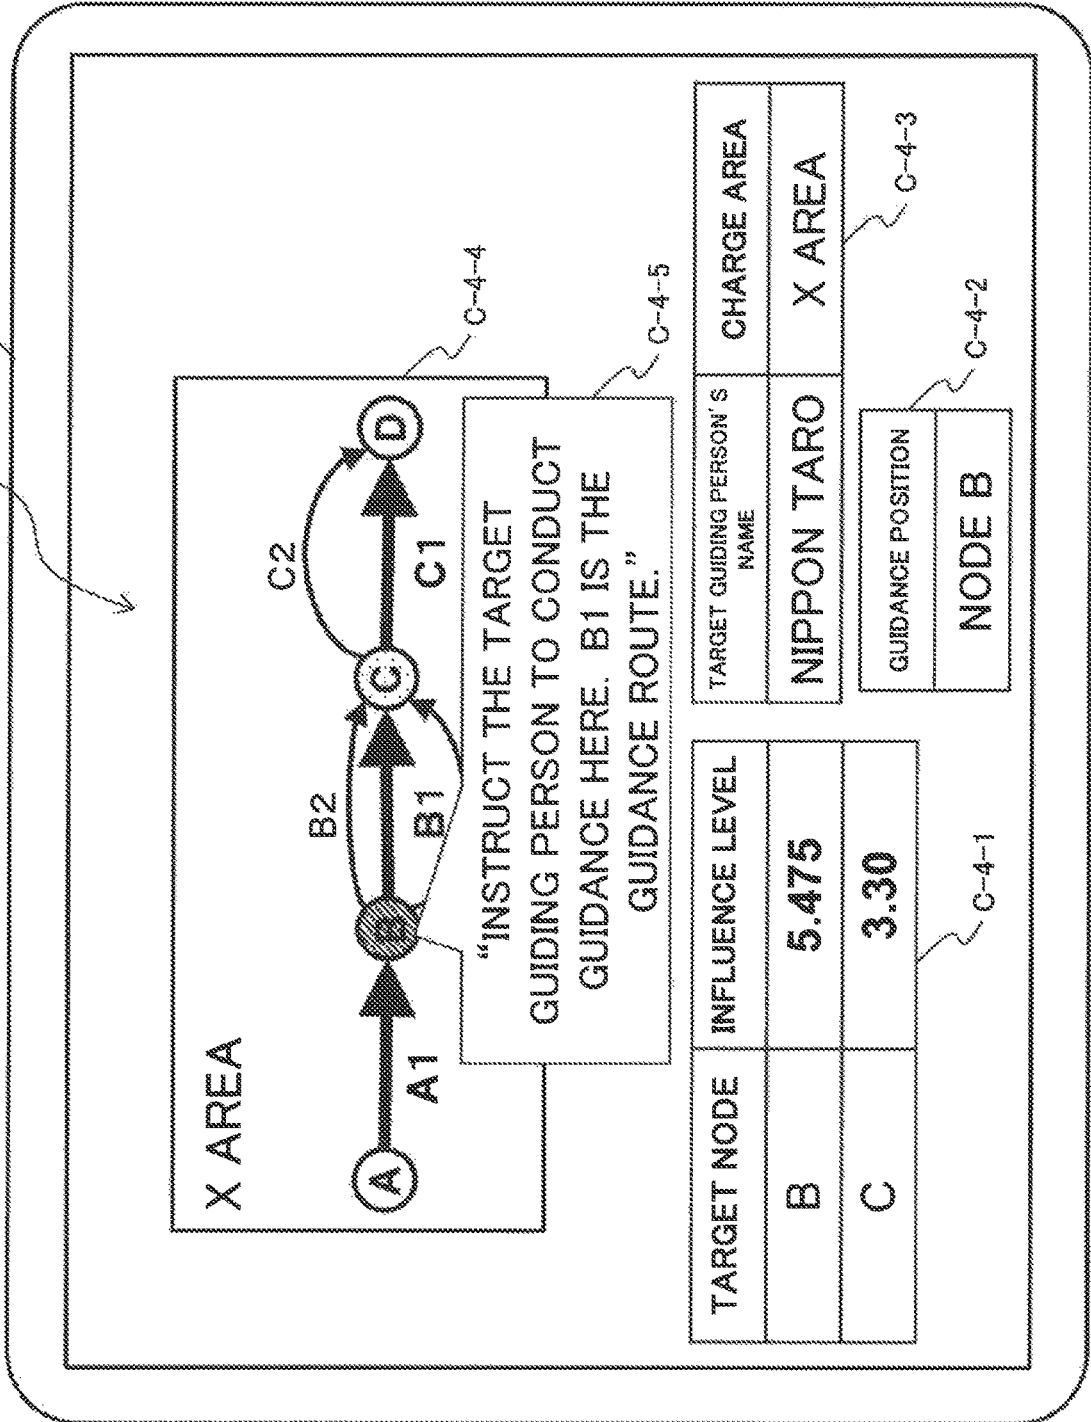 X AREA
C2
B2
A
B
C
D
A1
B1
C1
C-4-4
“INSTRUCT THE TARGET
GUIDING PERSON TO CONDUCT
GUIDANCE HERE. B1 IS THE
GUIDANCE ROUTE.”
C-4-5
TARGET NODE
INFLUENCE LEVEL
B
5.475
C
3.30
C-4-1
TARGET GUIDING PERSON'S
NAME
CHARGE AREA
NIPPON TARO
X AREA
C-4-3
GUIDANCE POSITION
NODE B
C-4-2